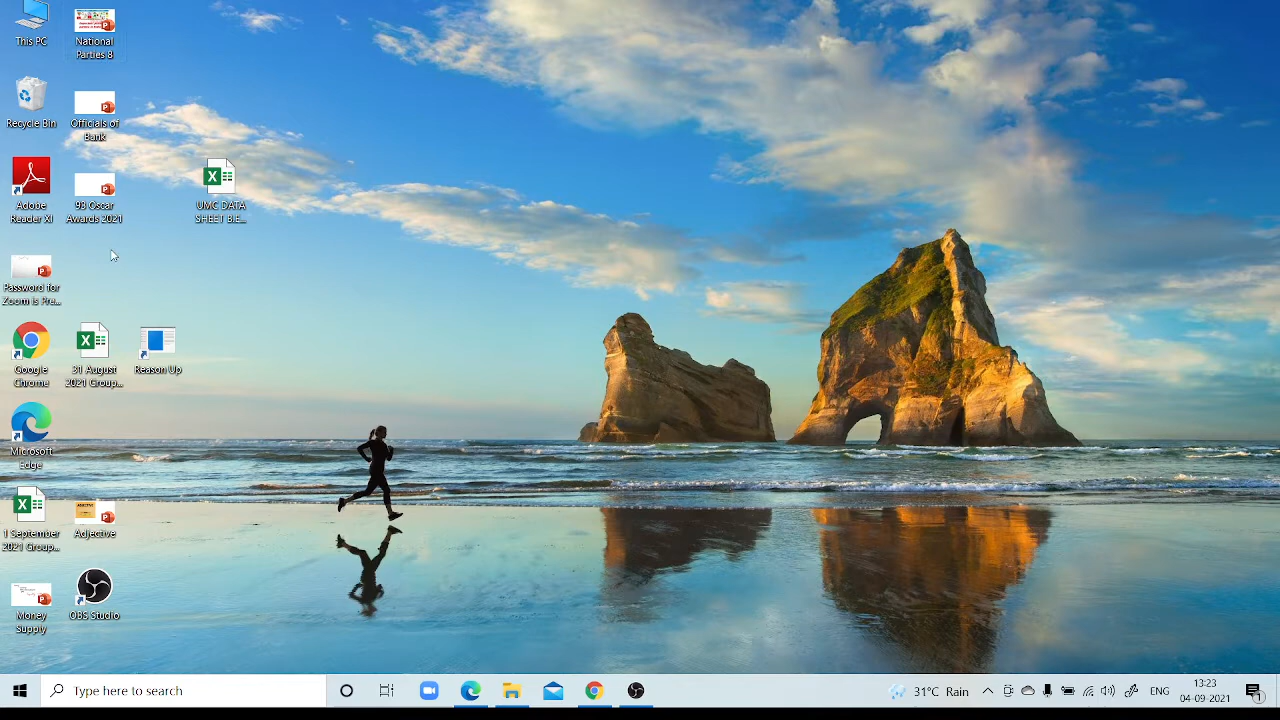 This PC
National
Parties 8
Recycle Bin
Officials of
Bank
Adobe
Reader XI
93 Oscar
Awards 2021
UMC DATA
SHEET B.E...
Password for
Zoom is Pre...
Google
Chrome
31 August
2021 Group...
Reason Up
Microsoft
Edge
1 September
2021 Group...
Adjective
Money
supply
OBS Studio
Type here to search
31°C Rain
ENG
13:23
04-09-2021
1